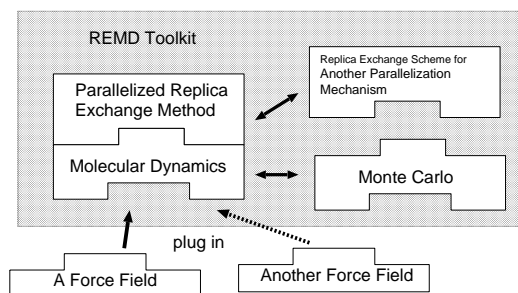 REMD Toolkit
Parallelized Replica
Exchange Method
Replica Exchange Scheme for
Another Parallelization
Mechanism
Molecular Dynamics
Monte Carlo
plug in
A Force Field
Another Force Field